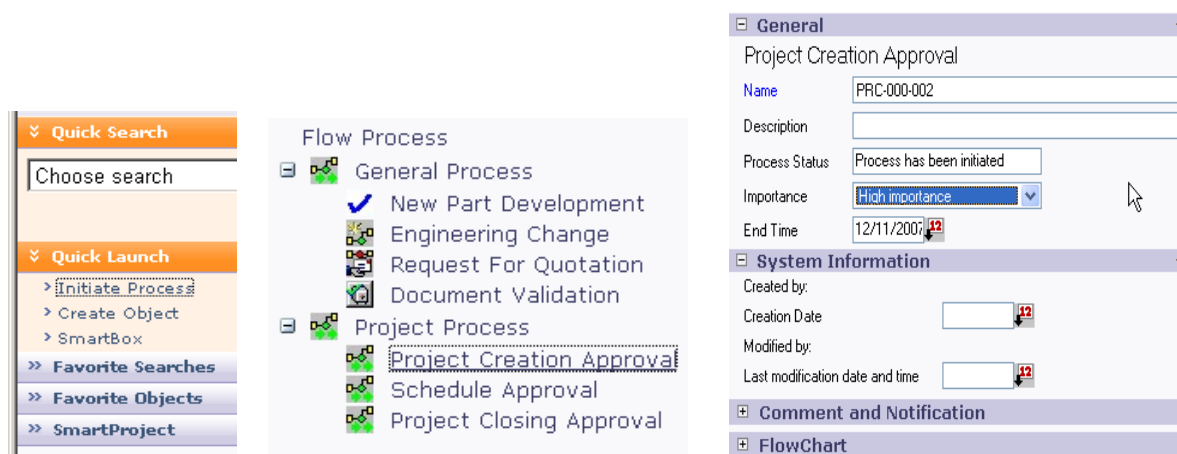 Quick Search
Choose search
Quick Launch
Initiate Process
Create Object
SmartBox
Favorite Searches
Favorite Objects
SmartProject
Flow Process
General Process
New Part Development
Engineering Change
Request For Quotation
Document Validation
Project Process
Project Creation Approval
Schedule Approval
Project Closing Approval
General
Project Creation Approval
Name PRC-000-002
Description
Process Status Process has been initiated
Importance High importance
End Time 12/11/2007 12
System Information
Created by:
Creation Date 12
Modified by:
Last modification date and time 12
Comment and Notification
FlowChart